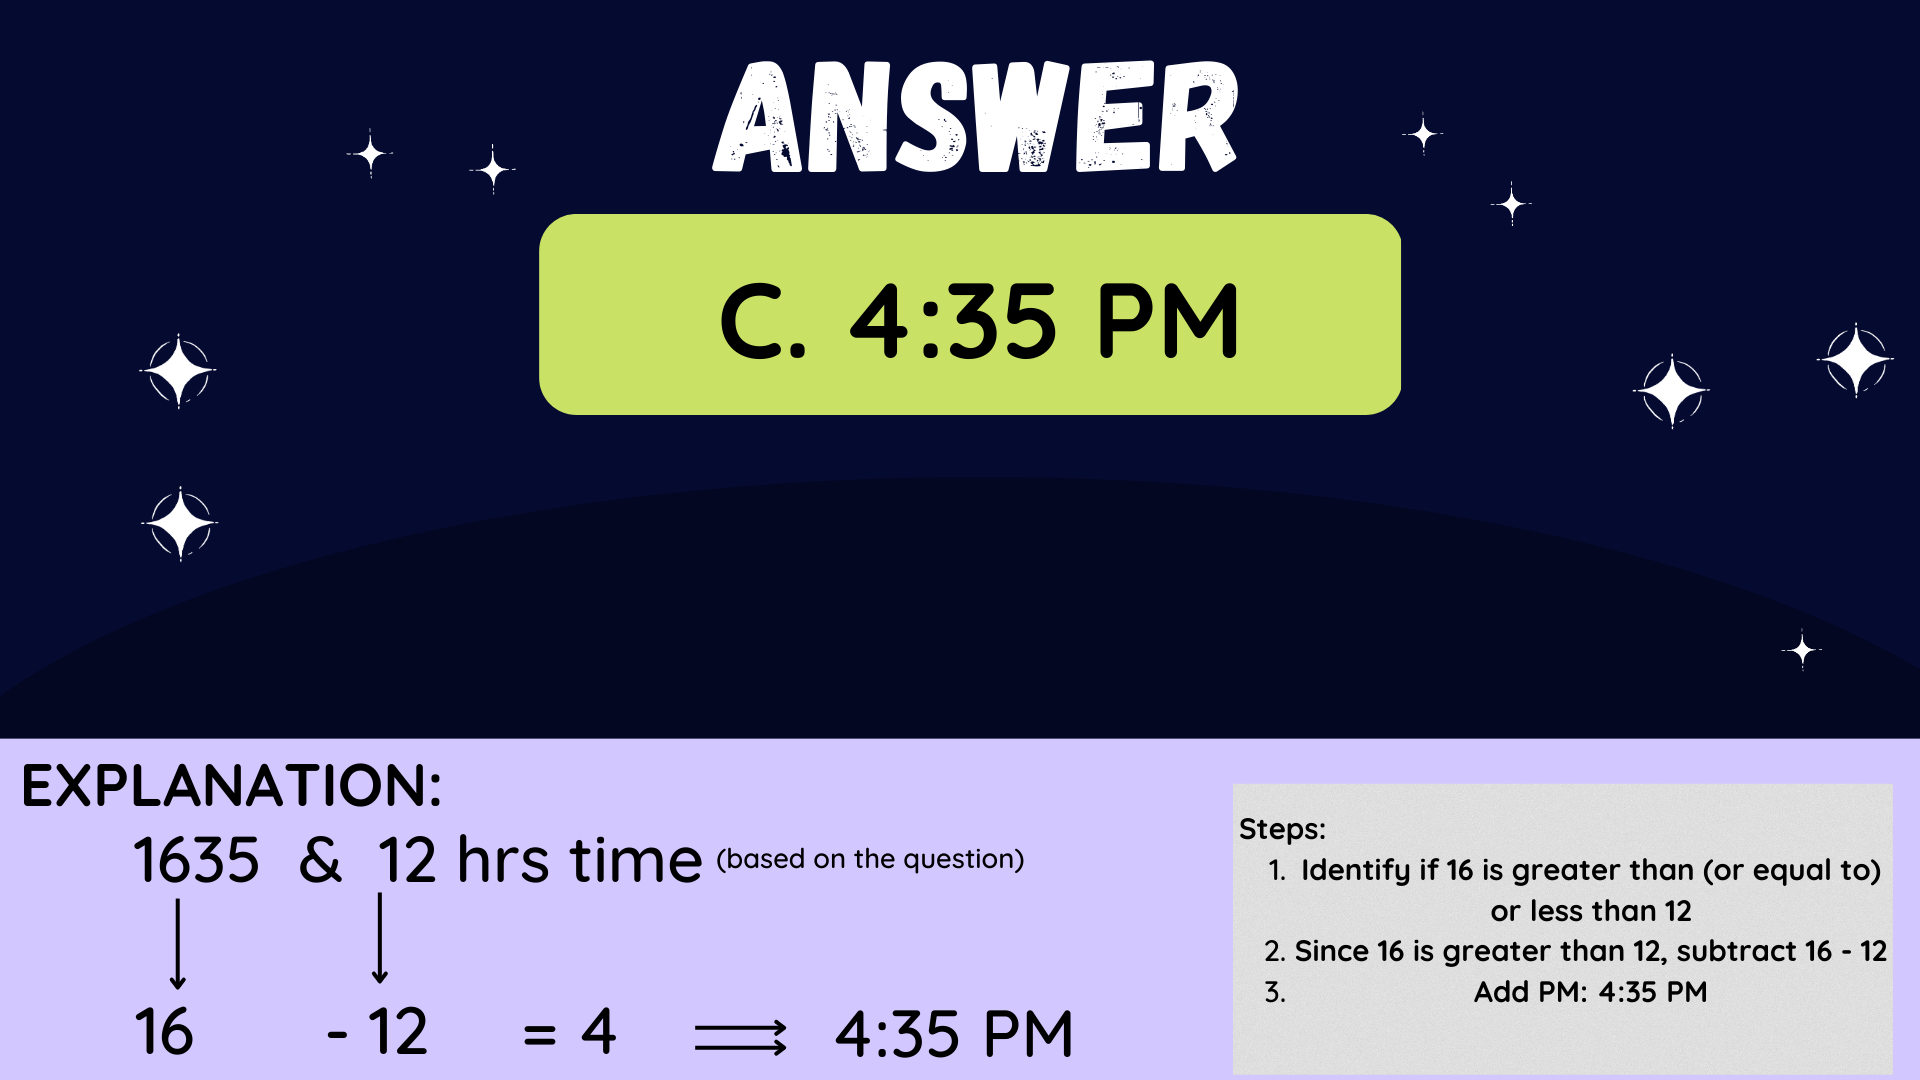 ANSWER
C. 4:35 PM
EXPLANATION:
1635 & 12 hrs time (based on the question)
16 - 12 = 4 4:35 PM
Steps:
1. Identify if 16 is greater than (or equal to)
or less than 12
2. Since 16 is greater than 12, subtract 16 - 12
3. Add PM: 4:35 PM